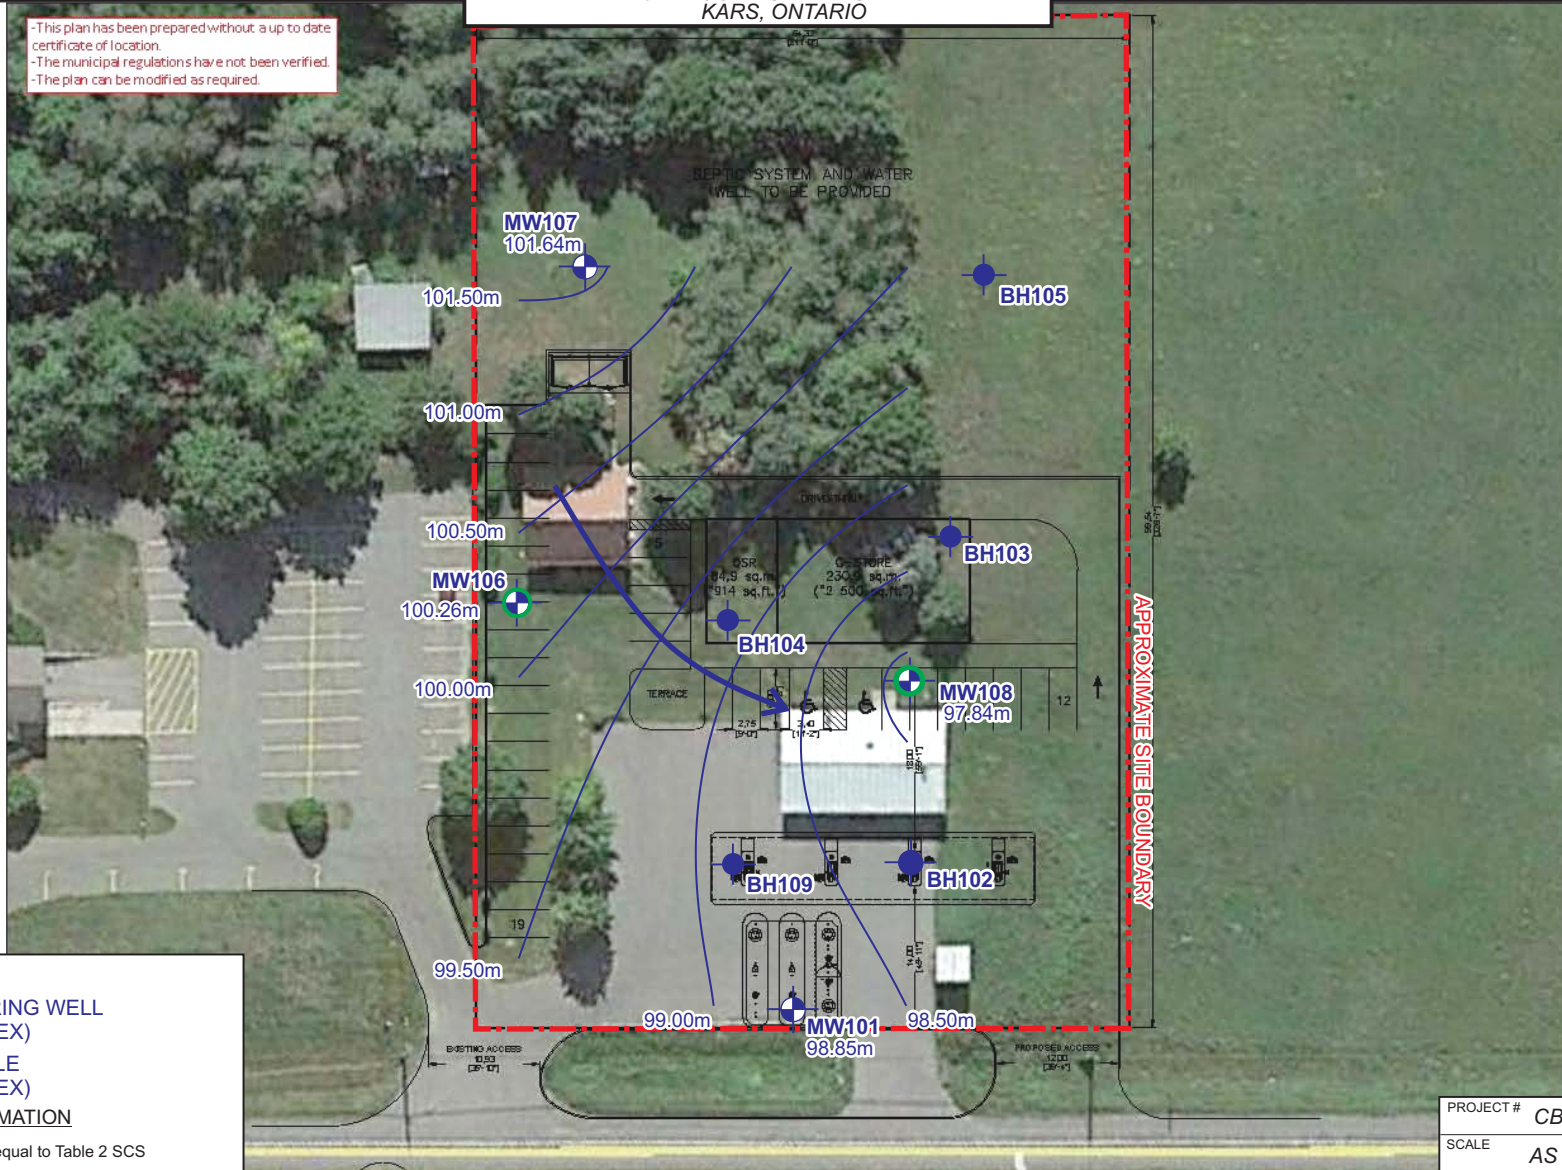 KARS, ONTARIO
-This plan has been prepared without a up to date
certificate of location.
-The municipal regulations have not been verified.
-The plan can be modified as required.
SEPTIC SYSTEM AND WATER
WELL TO BE PROVIDED
MW107
101.64m
101.50m
BH105
101.00m
100.50m
BH103
QSR
MW106
100.26m
BH104
100.00m
TERRACE
MW108
97.84m
12
2,75
APPROXIMATE SITE BOUNDARY
BH109
BH102
19
99.50m
99.00m
MW101
98.85m
98.50m
EXISTING ACCESS
PROPOSED ACCESS
RING WELL
EX)
LE
EX)
MATION
equal to Table 2 SCS
PROJECT # CB
SCALE AS